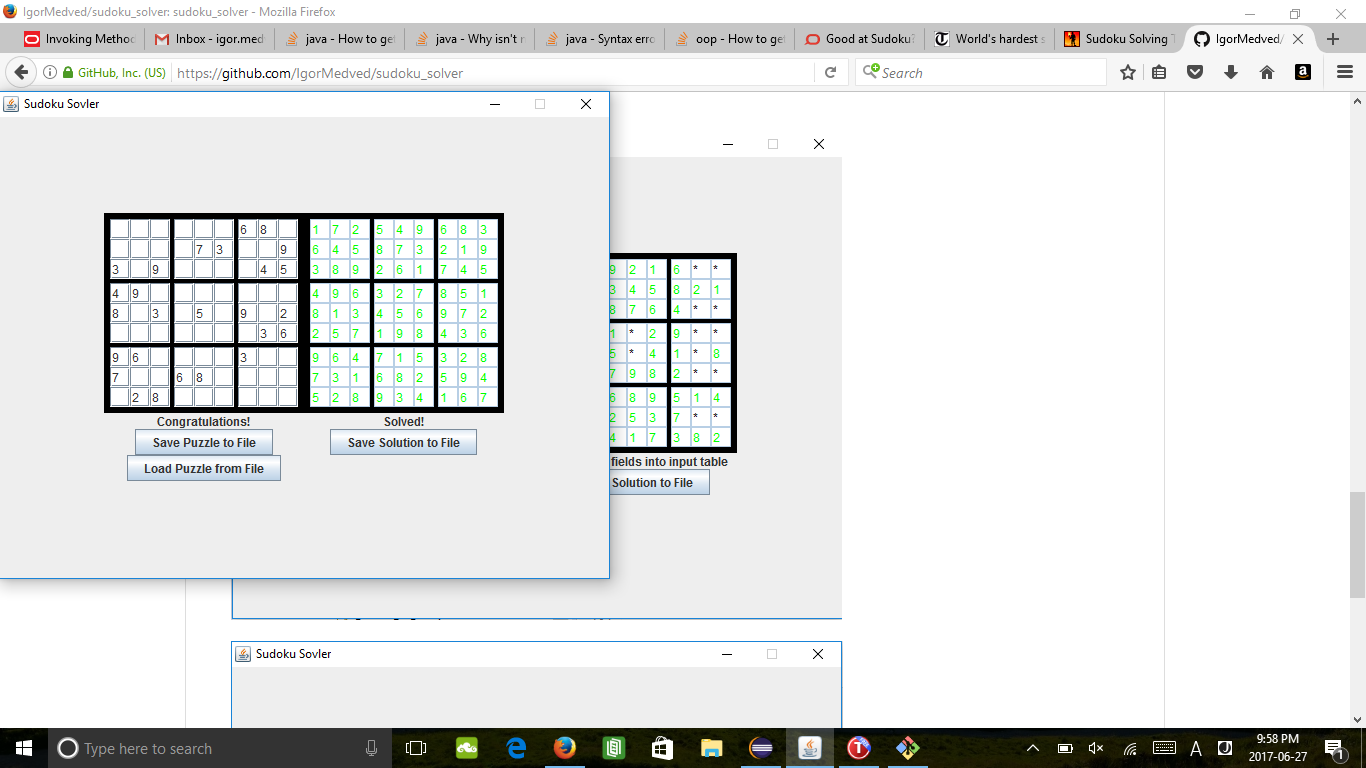 IgorMedved/sudoku_solver: sudoku_solver - Mozilla Firefox
Invoking Method
Inbox - igor.med
java - How to get
java - Why isn't
java - Syntax erro
oop - How to get
Good at Sudoku?
World's hardest s
Sudoku Solving T
IgorMedved/
GitHub, Inc. (US)
https://github.com/IgorMedved/sudoku_solver
Search
Sudoku Sovler
6 8
7 3 9
3 9 4 5
4 9
8 3 5 9 2
3 6
9 6 3
7 6 8
2 8
1 7 2 5 4 9 6 8 3
6 4 5 8 7 3 2 1 9
3 8 9 2 6 1 7 4 5
4 9 6 3 2 7 8 5 1
8 1 3 4 5 6 9 7 2
2 5 7 1 9 8 4 3 6
9 6 4 7 1 5 3 2 8
7 3 1 6 8 2 5 9 4
5 2 8 9 3 4 1 6 7
Congratulations!
Solved!
Save Puzzle to File
Save Solution to File
Load Puzzle from File
9 2 1 6 * *
3 4 5 8 2 1
8 7 6 4 * *
1 * 2 9 * *
5 * 4 1 * 8
7 9 8 2 * *
6 8 9 5 1 4
2 5 3 7 * *
4 1 7 3 8 2
fields into input table
Solution to File
Sudoku Sovler
Type here to search
9:58 PM
2017-06-27
1